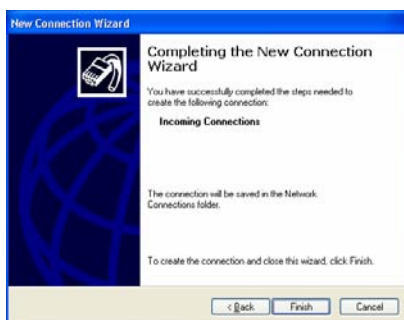 New Connection Wizard
Completing the New Connection
Wizard
You have successfully completed the steps needed to
create the following connection:
Incoming Connections
The connection will be saved in the Network
Connections folder.
To create the connection and close this wizard, click Finish.
< Back
Finish
Cancel